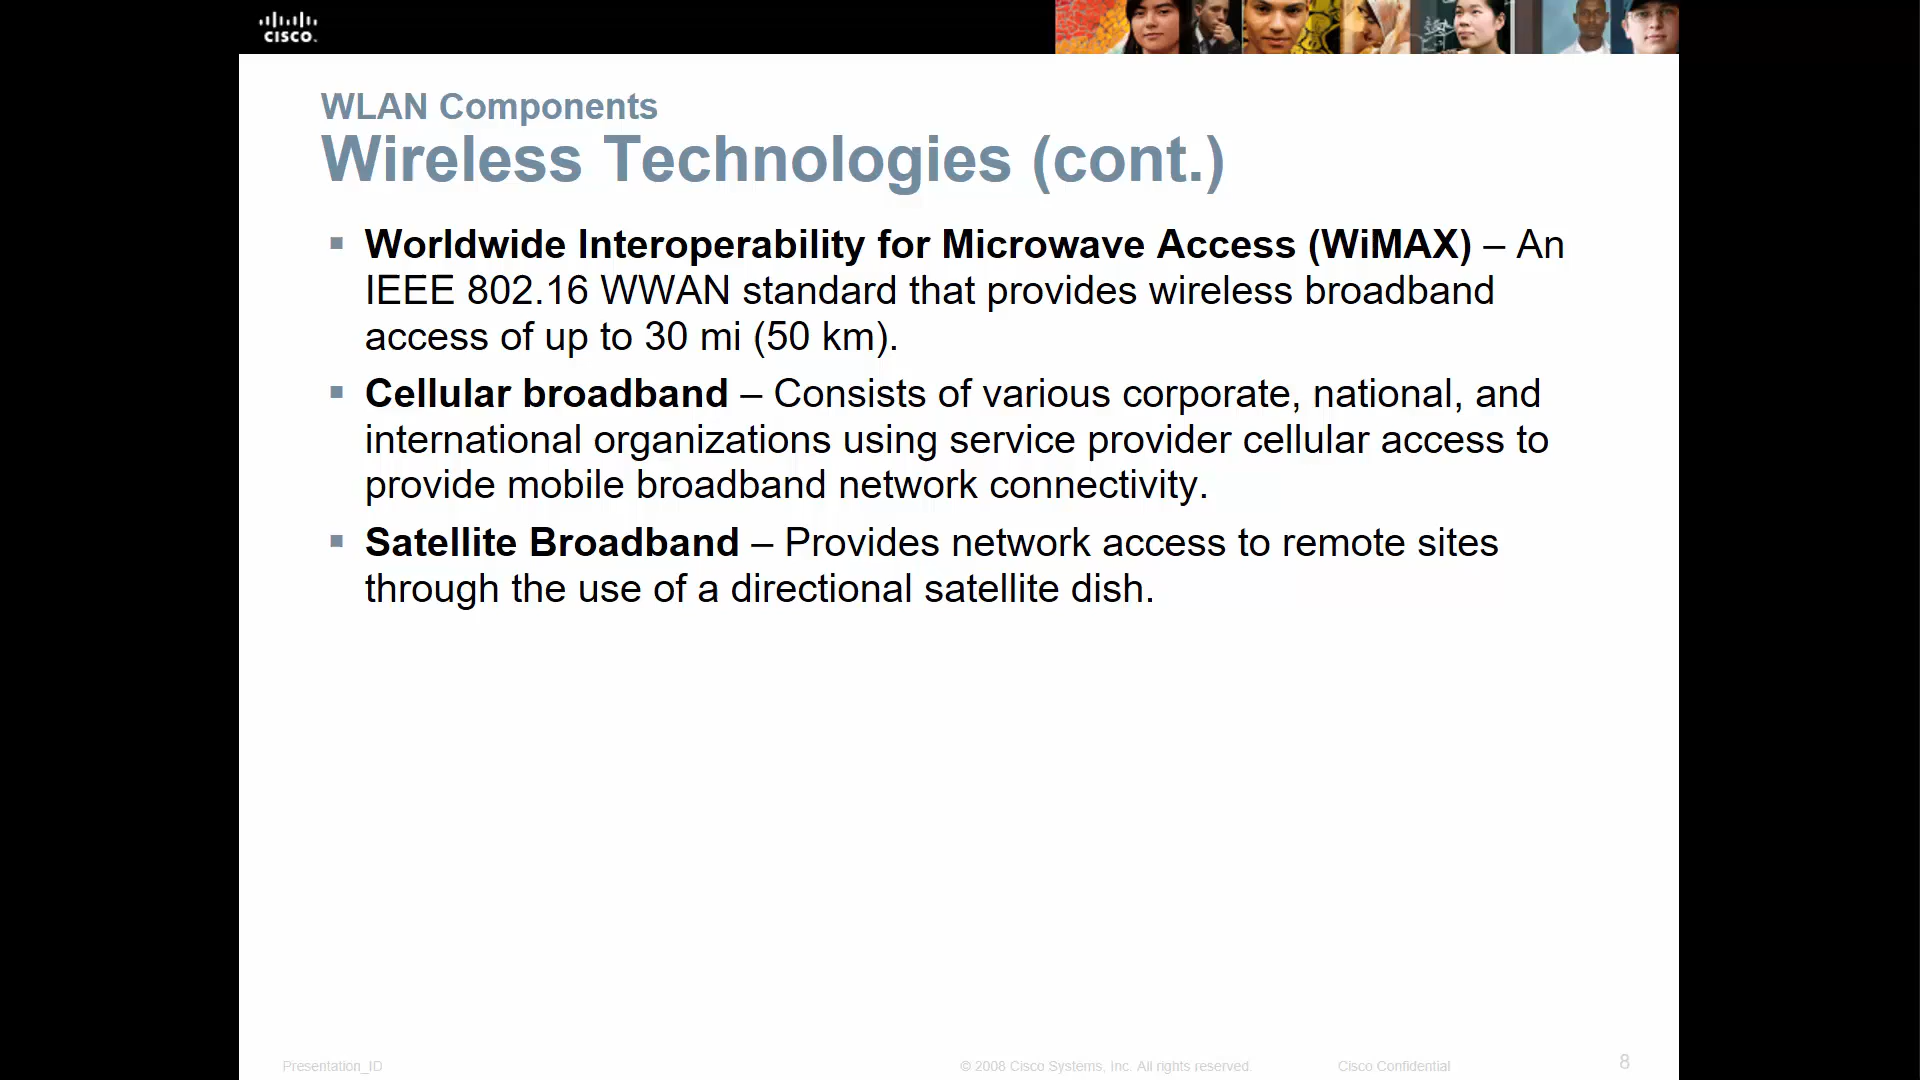 CISCO.
WLAN Components
Wireless Technologies (cont.)
▪ Worldwide Interoperability for Microwave Access (WiMAX) – An
IEEE 802.16 WWAN standard that provides wireless broadband
access of up to 30 mi (50 km).
▪ Cellular broadband – Consists of various corporate, national, and
international organizations using service provider cellular access to
provide mobile broadband network connectivity.
▪ Satellite Broadband – Provides network access to remote sites
through the use of a directional satellite dish.
Presentation_ID © 2008 Cisco Systems, Inc. All rights reserved. Cisco Confidential 8